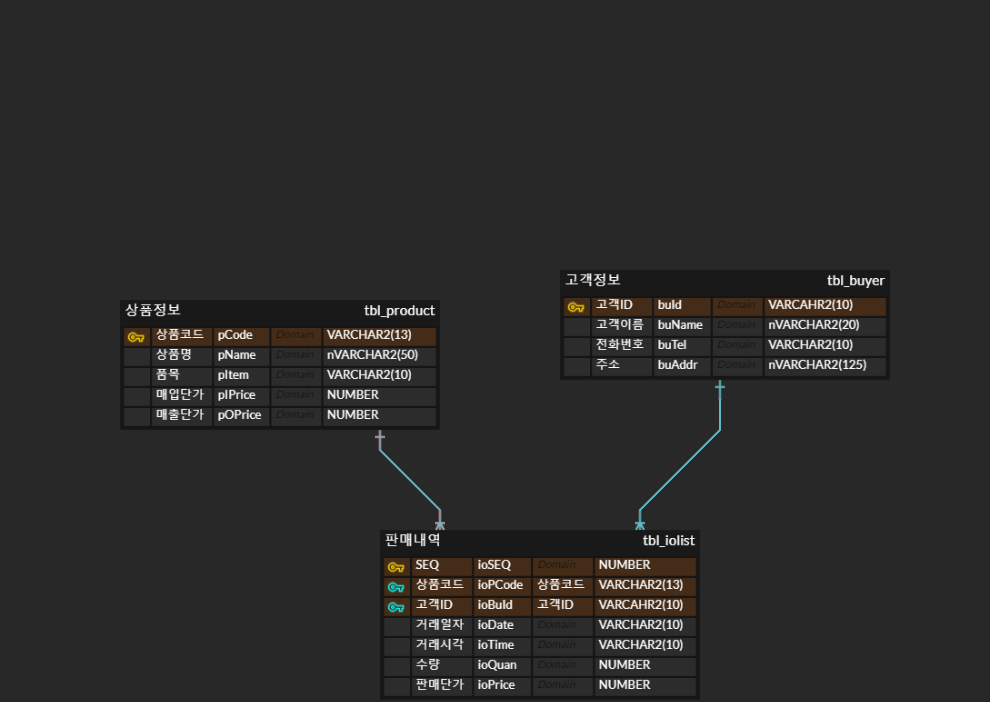 상품정보 tbl_product
상품코드 pCode Domain VARCHAR2(13)
상품명 pName Domain nVARCHAR2(50)
품목 pItem Domain VARCHAR2(10)
매입단가 pIPrice Domain NUMBER
매출단가 pOPrice Domain NUMBER
고객정보 tbl_buyer
고객ID buId Domain VARCAHR2(10)
고객이름 buName Domain nVARCHAR2(20)
전화번호 buTel Domain VARCHAR2(10)
주소 buAddr Domain nVARCHAR2(125)
판매내역 tbl_iolist
SEQ ioSEQ Domain NUMBER
상품코드 ioPCode 상품코드 VARCHAR2(13)
고객ID ioBuId 고객ID VARCAHR2(10)
거래일자 ioDate Domain VARCHAR2(10)
거래시각 ioTime Domain VARCHAR2(10)
수량 ioQuan Domain NUMBER
판매단가 ioPrice Domain NUMBER